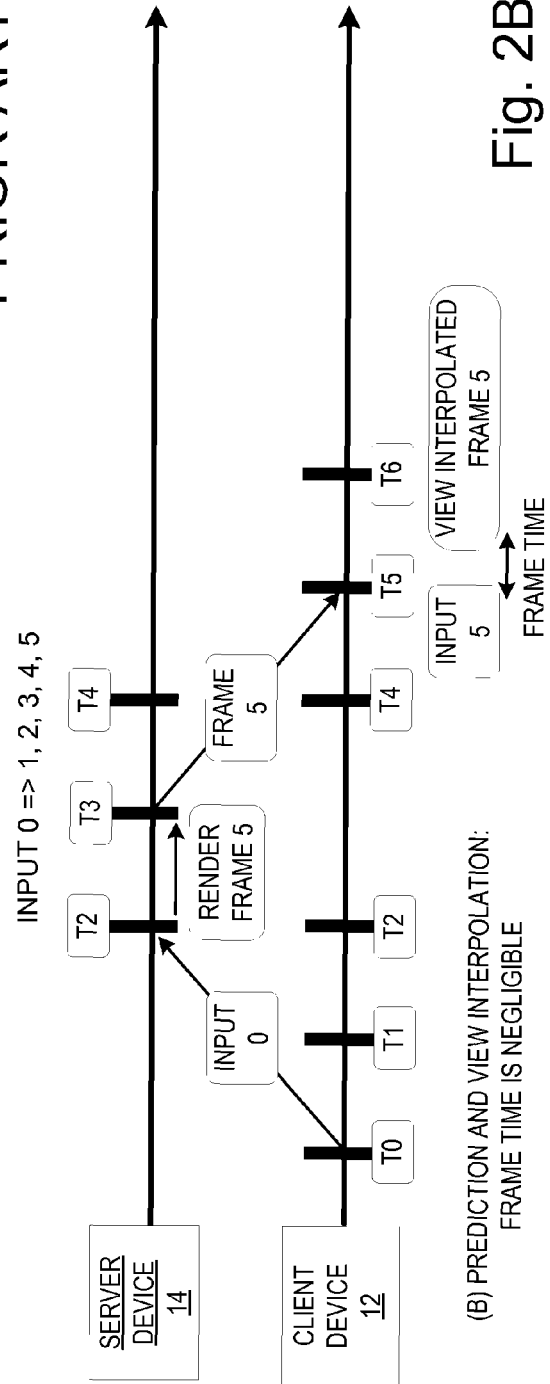 PRIOR ART
INPUT 0 => 1, 2, 3, 4, 5
T2
T3
T4
SERVER
DEVICE
14
INPUT
0
RENDER
FRAME 5
FRAME
5
CLIENT
DEVICE
12
T0
T1
T2
T4
T5
T6
INPUT
5
VIEW INTERPOLATED
FRAME 5
FRAME TIME
(B) PREDICTION AND VIEW INTERPOLATION:
FRAME TIME IS NEGLIGIBLE
Fig. 2B